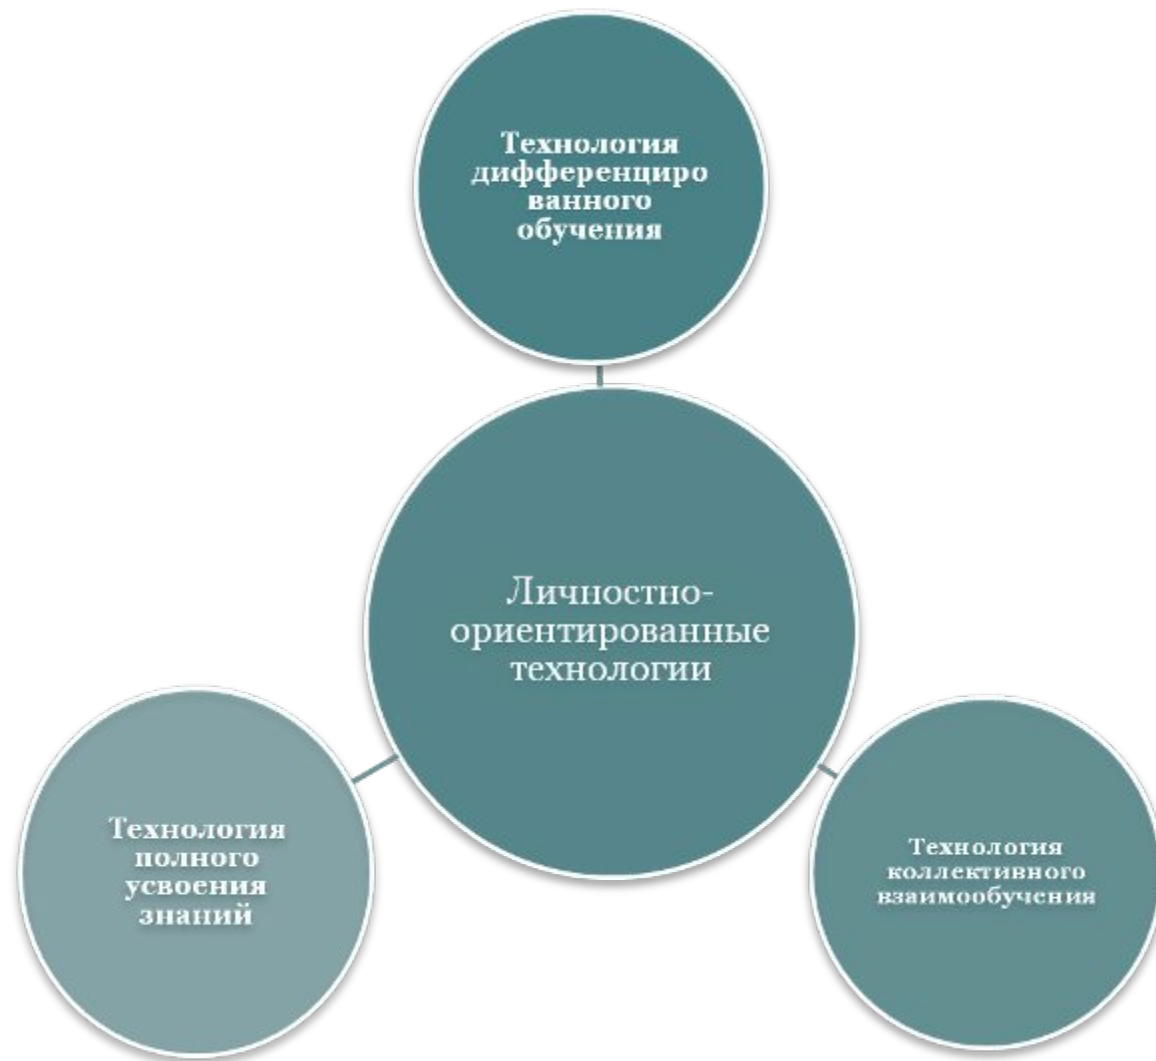 Технология
дифференциро
ванного
обучения
Личностно-
ориентированные
технологии
Технология
полного
усвоения
знаний
Технология
коллективного
взаимообучения